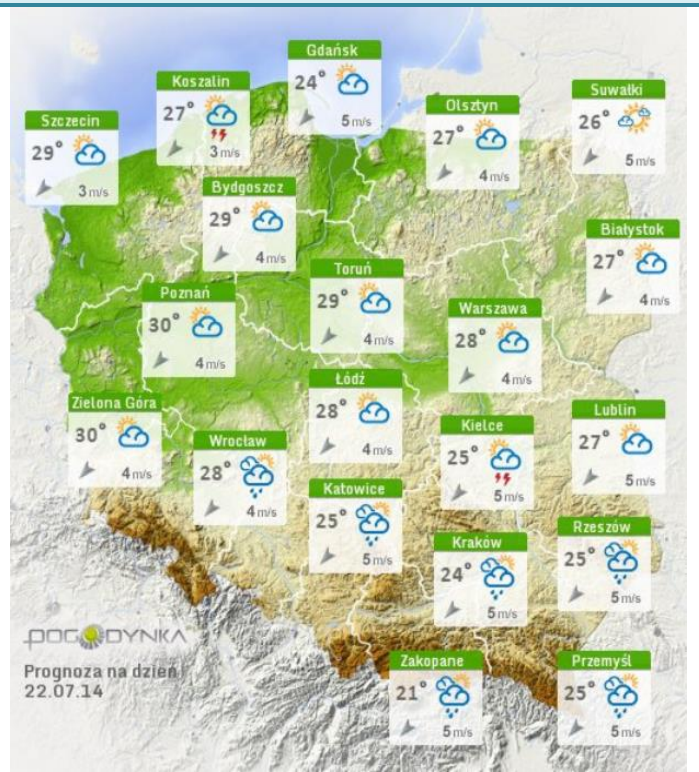 Gdańsk
24°
5 m/s
Koszalin
27°
3 m/s
Suwałki
26°
5 m/s
Olsztyn
27°
4 m/s
Szczecin
29°
3 m/s
Bydgoszcz
29°
4 m/s
Białystok
27°
4 m/s
Toruń
29°
4 m/s
Poznań
30°
4 m/s
Warszawa
28°
4 m/s
Łódź
28°
4 m/s
Zielona Góra
30°
4 m/s
Lublin
27°
5 m/s
Kielce
25°
5 m/s
Wrocław
28°
4 m/s
Katowice
25°
5 m/s
Rzeszów
25°
5 m/s
Kraków
24°
5 m/s
POGODYNKA
Prognoza na dzień
22.07.14
Zakopane
21°
5 m/s
Przemyśl
25°
5 m/s